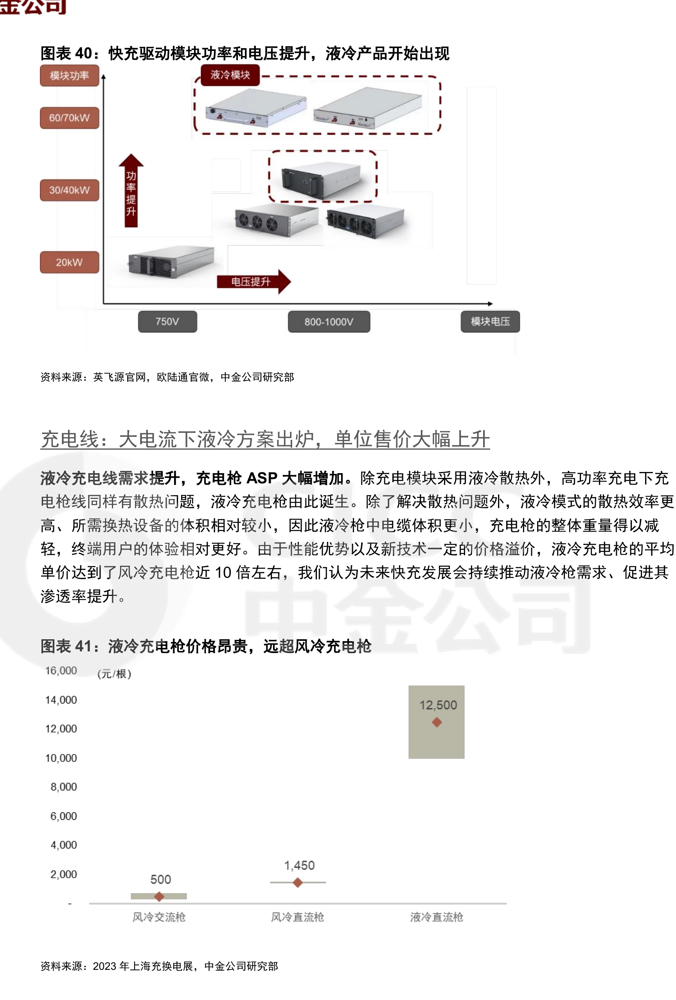 金公司
图表 40：快充驱动模块功率和电压提升，液冷产品开始出现
模块功率
液冷模块
60/70kW
30/40kW
功率提升
20kW
电压提升
750V
800-1000V
模块电压
资料来源：英飞源官网，欧陆通官微，中金公司研究部
充电线：大电流下液冷方案出炉，单位售价大幅上升
液冷充电线需求提升，充电枪 ASP 大幅增加。除充电模块采用液冷散热外，高功率充电下充
电枪线同样有散热问题，液冷充电枪由此诞生。除了解决散热问题外，液冷模式的散热效率更
高、所需换热设备的体积相对较小，因此液冷枪中电缆体积更小，充电枪的整体重量得以减
轻，终端用户的体验相对更好。由于性能优势以及新技术一定的价格溢价，液冷充电枪的平均
单价达到了风冷充电枪近 10 倍左右，我们认为未来快充发展会持续推动液冷枪需求、促进其
渗透率提升。
CICC
中金公司
图表 41：液冷充电枪价格昂贵，远超风冷充电枪
16,000
(元/根)
14,000
12,500
12,000
10,000
8,000
6,000
4,000
2,000
1,450
500
-
风冷交流枪
风冷直流枪
液冷直流枪
资料来源：2023 年上海充换电展，中金公司研究部